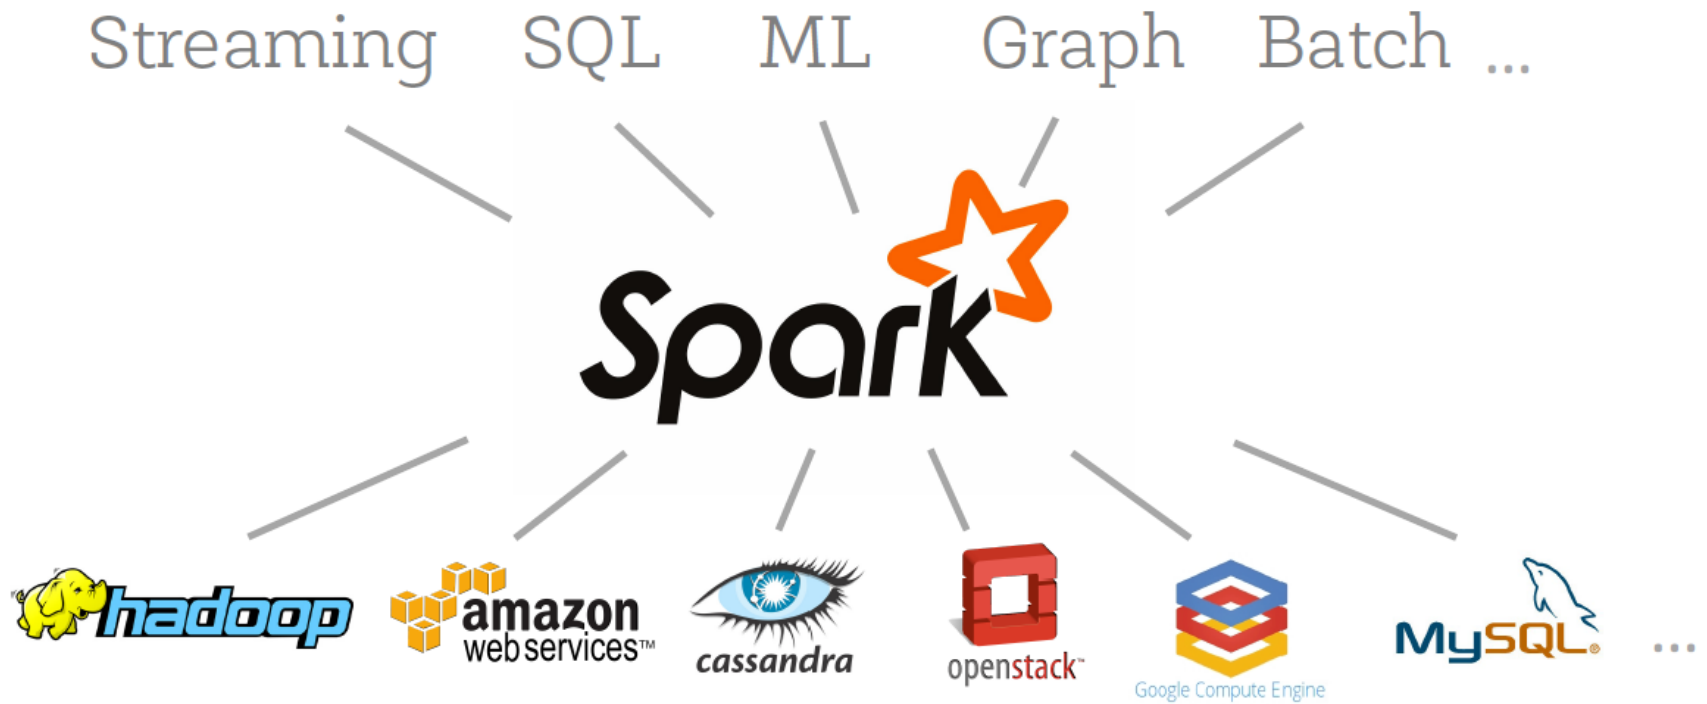 Streaming SQL ML Graph Batch ...
Spark
hadoop
amazon
web services™
cassandra
openstack™
Google Compute Engine
MySQL®
...